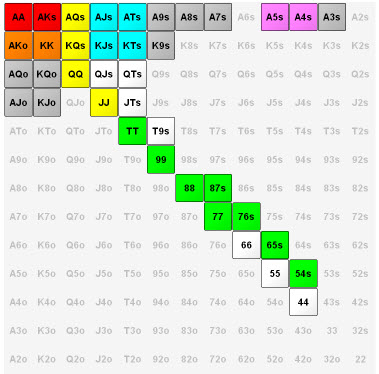 AA AKs AQs AJs ATs A9s A8s A7s A6s A5s A4s A3s A2s
AKo KK KQs KJs KTs K9s K8s K7s K6s K5s K4s K3s K2s
AQo KQo QQ QJs QTs Q9s Q8s Q7s Q6s Q5s Q4s Q3s Q2s
AJo KJo QJo JJ JTs J9s J8s J7s J6s J5s J4s J3s J2s
ATo KTo QTo JTo TT T9s T8s T7s T6s T5s T4s T3s T2s
A9o K9o Q9o J9o T9o 99 98s 97s 96s 95s 94s 93s 92s
A8o K8o Q8o J8o T8o 98o 88 87s 86s 85s 84s 83s 82s
A7o K7o Q7o J7o T7o 97o 87o 77 76s 75s 74s 73s 72s
A6o K6o Q6o J6o T6o 96o 86o 76o 66 65s 64s 63s 62s
A5o K5o Q5o J5o T5o 95o 85o 75o 65o 55 54s 53s 52s
A4o K4o Q4o J4o T4o 94o 84o 74o 64o 54o 44 43s 42s
A3o K3o Q3o J3o T3o 93o 83o 73o 63o 53o 43o 33 32s
A2o K2o Q2o J2o T2o 92o 82o 72o 62o 52o 42o 32o 22